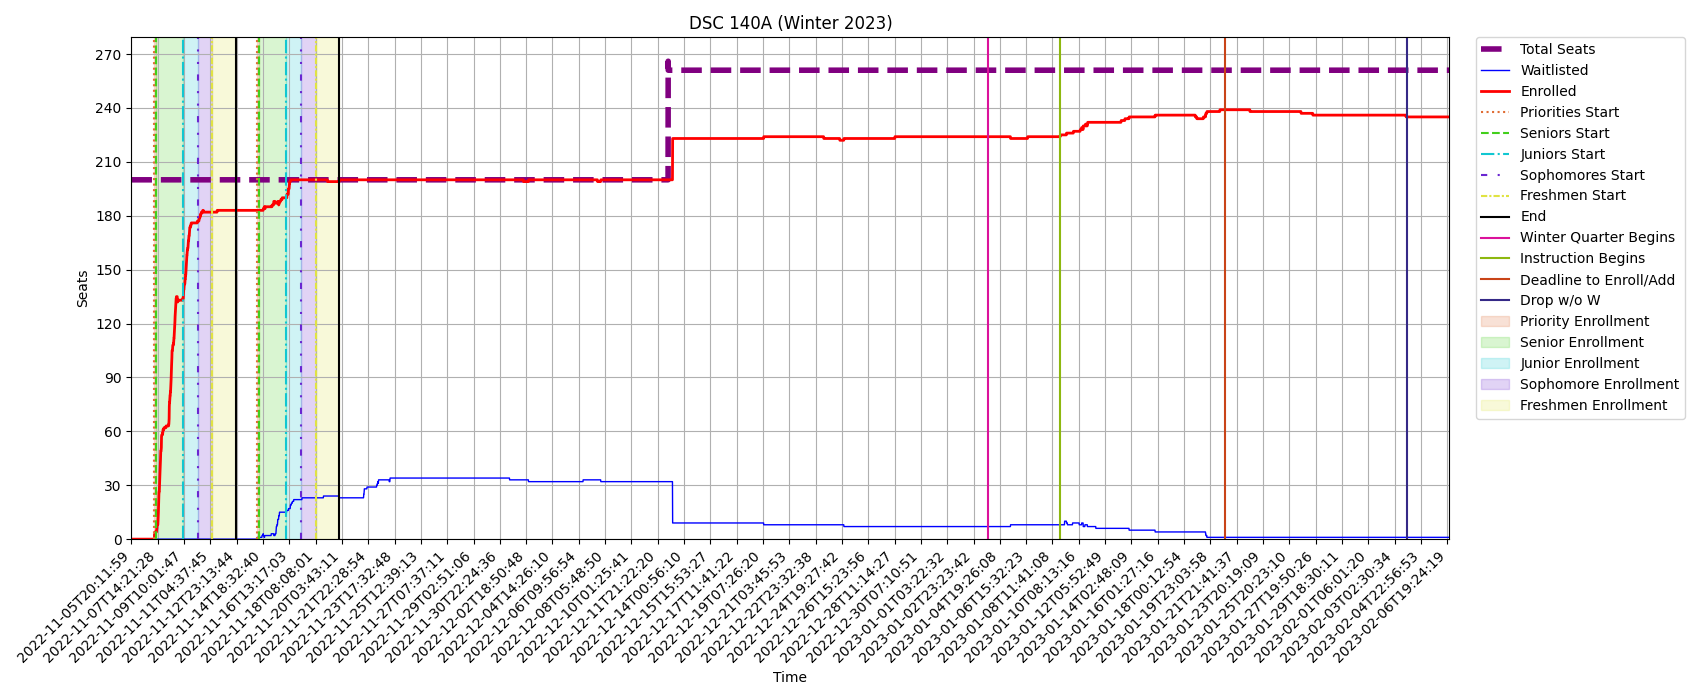 DSC 140A (Winter 2023)
Seats
270
240
210
180
150
120
90
60
30
0
2022-11-05T20:11:59
2022-11-07T14:21:28
2022-11-09T10:01:47
2022-11-11T04:37:45
2022-11-12T23:13:44
2022-11-14T18:32:40
2022-11-16T13:17:03
2022-11-18T08:08:01
2022-11-20T03:43:11
2022-11-21T22:28:54
2022-11-23T17:32:48
2022-11-25T12:39:13
2022-11-27T07:37:11
2022-11-29T02:51:06
2022-11-30T22:24:36
2022-12-02T18:50:48
2022-12-04T14:26:10
2022-12-06T09:56:54
2022-12-08T05:48:50
2022-12-10T01:25:41
2022-12-11T21:22:20
2022-12-14T00:56:10
2022-12-15T15:53:27
2022-12-17T11:41:22
2022-12-19T07:26:20
2022-12-21T03:45:53
2022-12-22T23:32:38
2022-12-24T19:27:42
2022-12-26T15:23:56
2022-12-28T11:14:27
2022-12-30T07:10:51
2023-01-01T03:22:32
2023-01-02T23:23:42
2023-01-04T19:26:08
2023-01-06T15:32:23
2023-01-08T11:41:08
2023-01-10T08:13:16
2023-01-12T05:52:49
2023-01-14T02:48:09
2023-01-16T01:27:16
2023-01-18T00:12:54
2023-01-19T23:03:58
2023-01-21T21:41:37
2023-01-23T20:19:09
2023-01-25T20:23:10
2023-01-27T19:50:26
2023-01-29T18:30:11
2023-02-01T06:01:20
2023-02-03T02:30:34
2023-02-04T22:56:53
2023-02-06T19:24:19
Time
Total Seats
Waitlisted
Enrolled
Priorities Start
Seniors Start
Juniors Start
Sophomores Start
Freshmen Start
End
Winter Quarter Begins
Instruction Begins
Deadline to Enroll/Add
Drop w/o W
Priority Enrollment
Senior Enrollment
Junior Enrollment
Sophomore Enrollment
Freshmen Enrollment